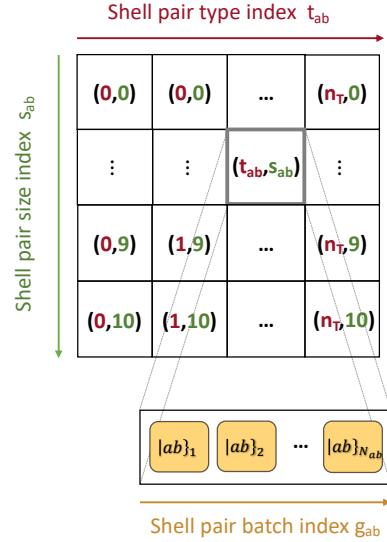 Shell pair type index t_ab
Shell pair size index s_ab
(0,0) (0,0) ... (n_T,0)
⋮ ⋮ (t_ab,s_ab) ⋮
(0,9) (1,9) ... (n_T,9)
(0,10) (1,10) ... (n_T,10)
|ab}_1 |ab}_2 ... |ab}_{N_ab}
Shell pair batch index g_ab